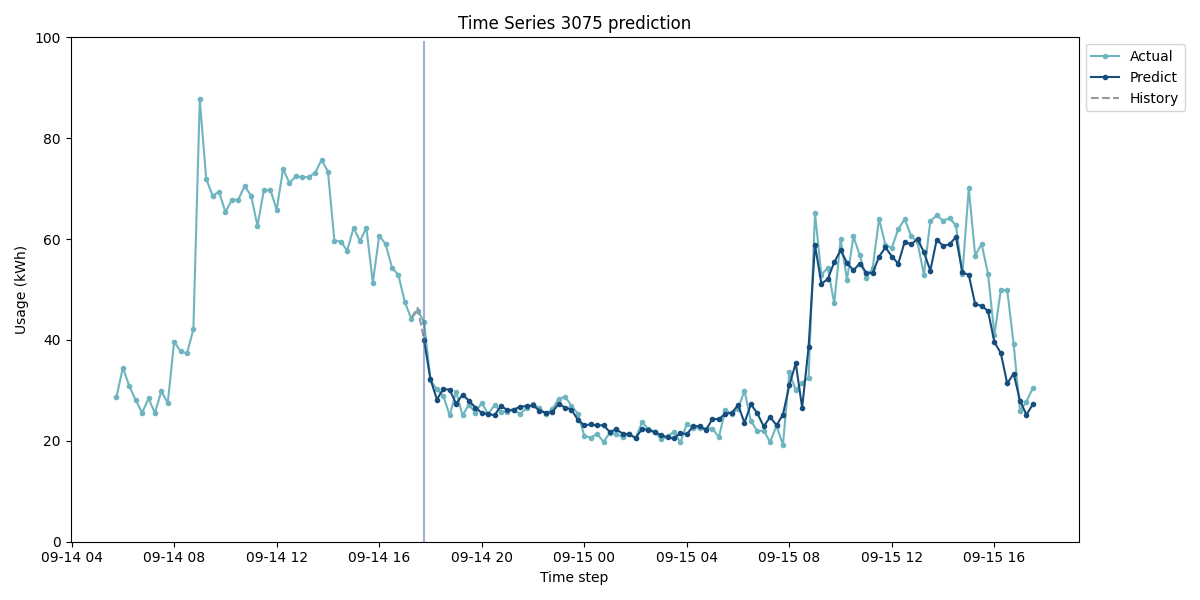 Time Series 3075 prediction
Usage (kWh)
100
80
60
40
20
0
09-14 04
09-14 08
09-14 12
09-14 16
09-14 20
09-15 00
09-15 04
09-15 08
09-15 12
09-15 16
Time step
Actual
Predict
History